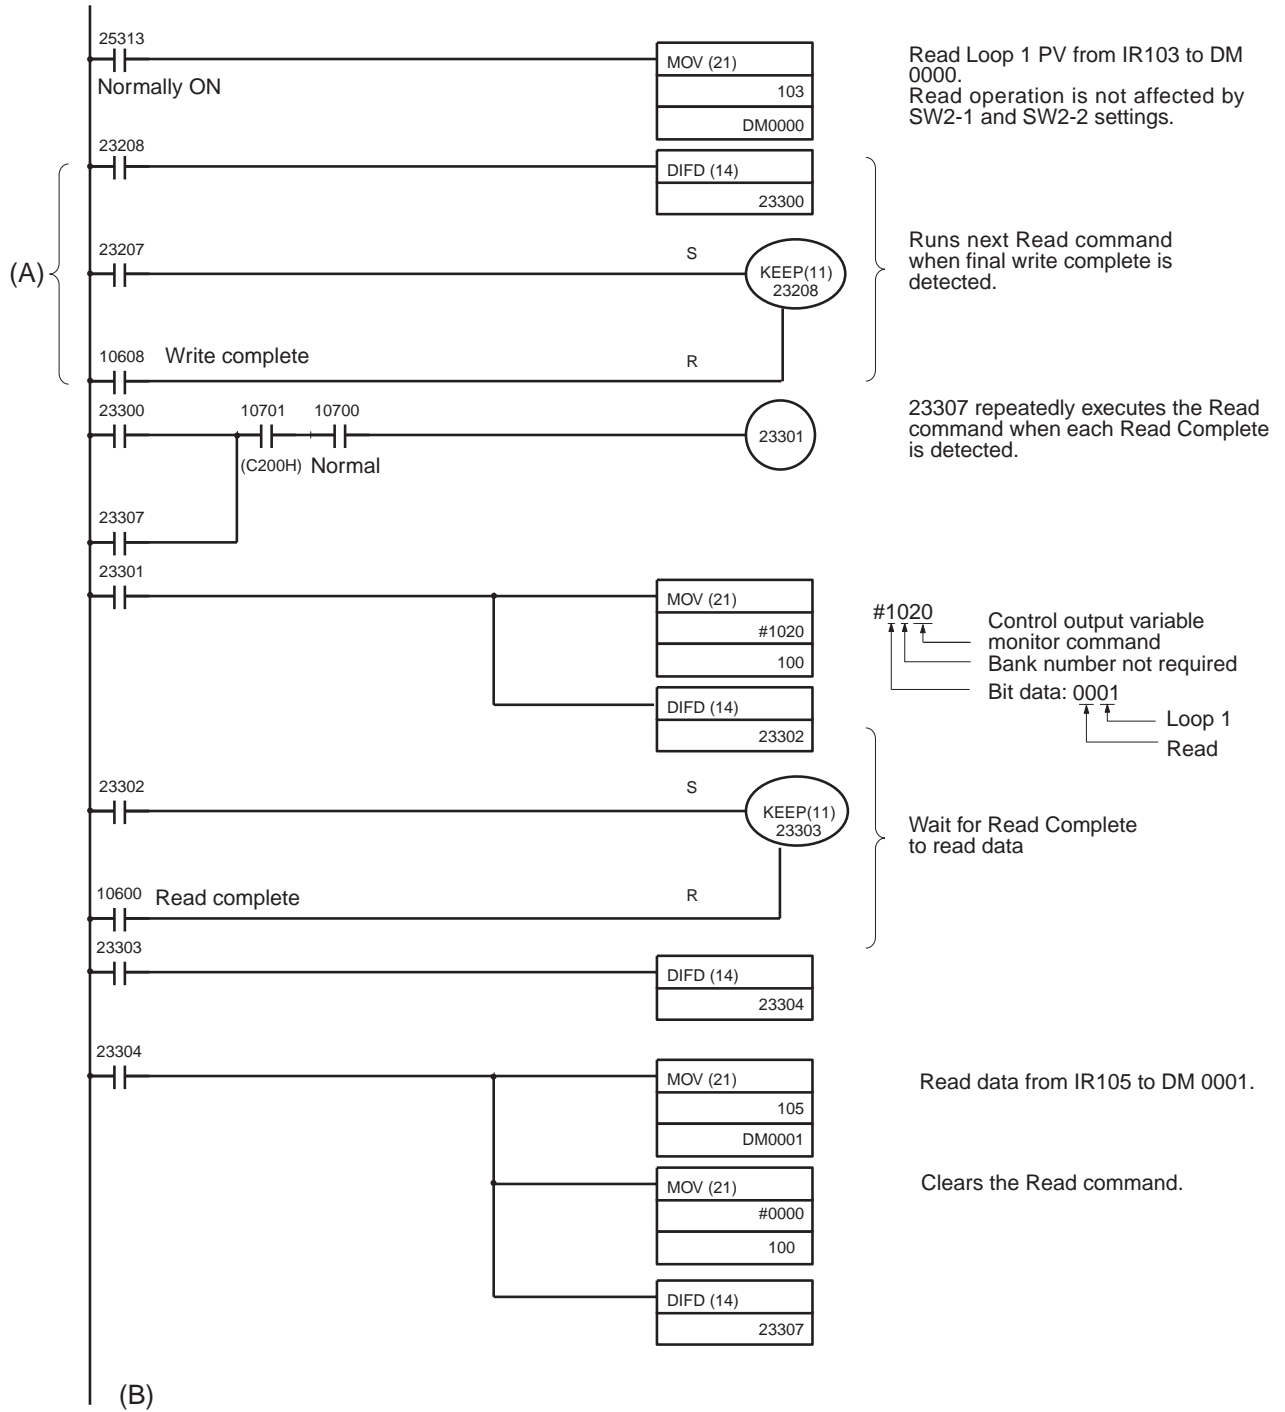 25313
Normally ON
MOV (21)
103
DM0000
Read Loop 1 PV from IR103 to DM
0000.
Read operation is not affected by
SW2-1 and SW2-2 settings.
23208
DIFD (14)
23300
(A)
23207
S
KEEP(11)
23208
Runs next Read command
when final write complete is
detected.
10608
Write complete
R
23300
10701
10700
(C200H)
Normal
23301
23307 repeatedly executes the Read
command when each Read Complete
is detected.
23307
23301
MOV (21)
#1020
100
#1020
Control output variable
monitor command
Bank number not required
Bit data: 0001
Loop 1
Read
DIFD (14)
23302
23302
S
KEEP(11)
23303
Wait for Read Complete
to read data
10600
Read complete
R
23303
DIFD (14)
23304
23304
MOV (21)
105
DM0001
Read data from IR105 to DM 0001.
MOV (21)
#0000
100
Clears the Read command.
DIFD (14)
23307
(B)